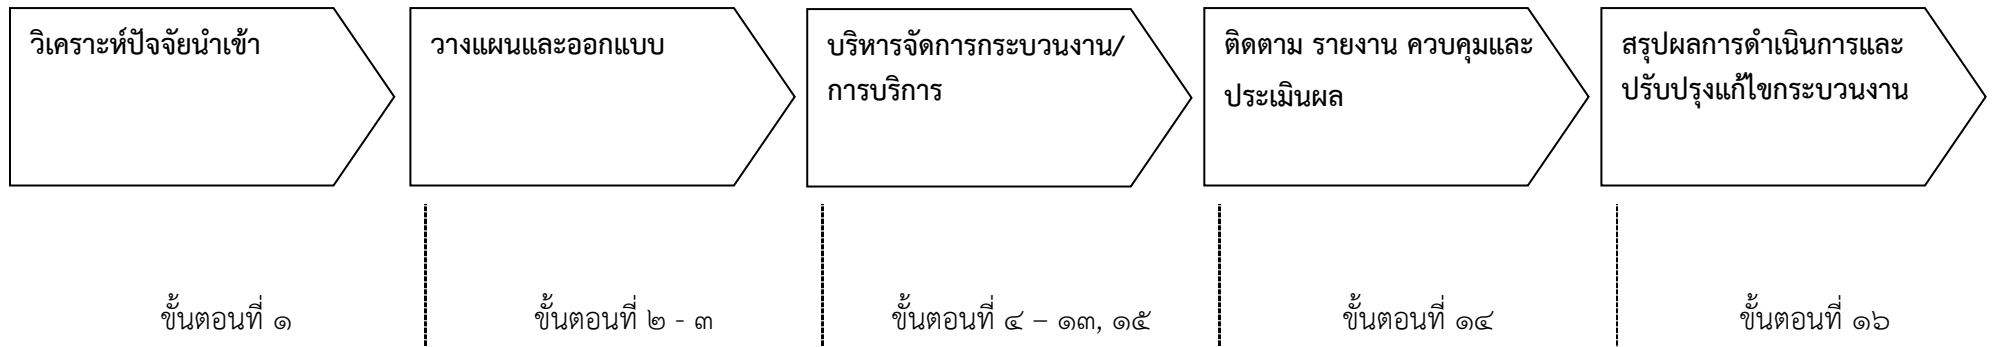 วิเคราะห์ปัจจัยนำเข้า
วางแผนและออกแบบ
บริหารจัดการกระบวนงาน/
การบริการ
ติดตาม รายงาน ควบคุมและ
ประเมินผล
สรุปผลการดำเนินการและ
ปรับปรุงแก้ไขกระบวนงาน
ขั้นตอนที่ ๑
ขั้นตอนที่ ๒ - ๓
ขั้นตอนที่ ๔ – ๑๓, ๑๕
ขั้นตอนที่ ๑๔
ขั้นตอนที่ ๑๖